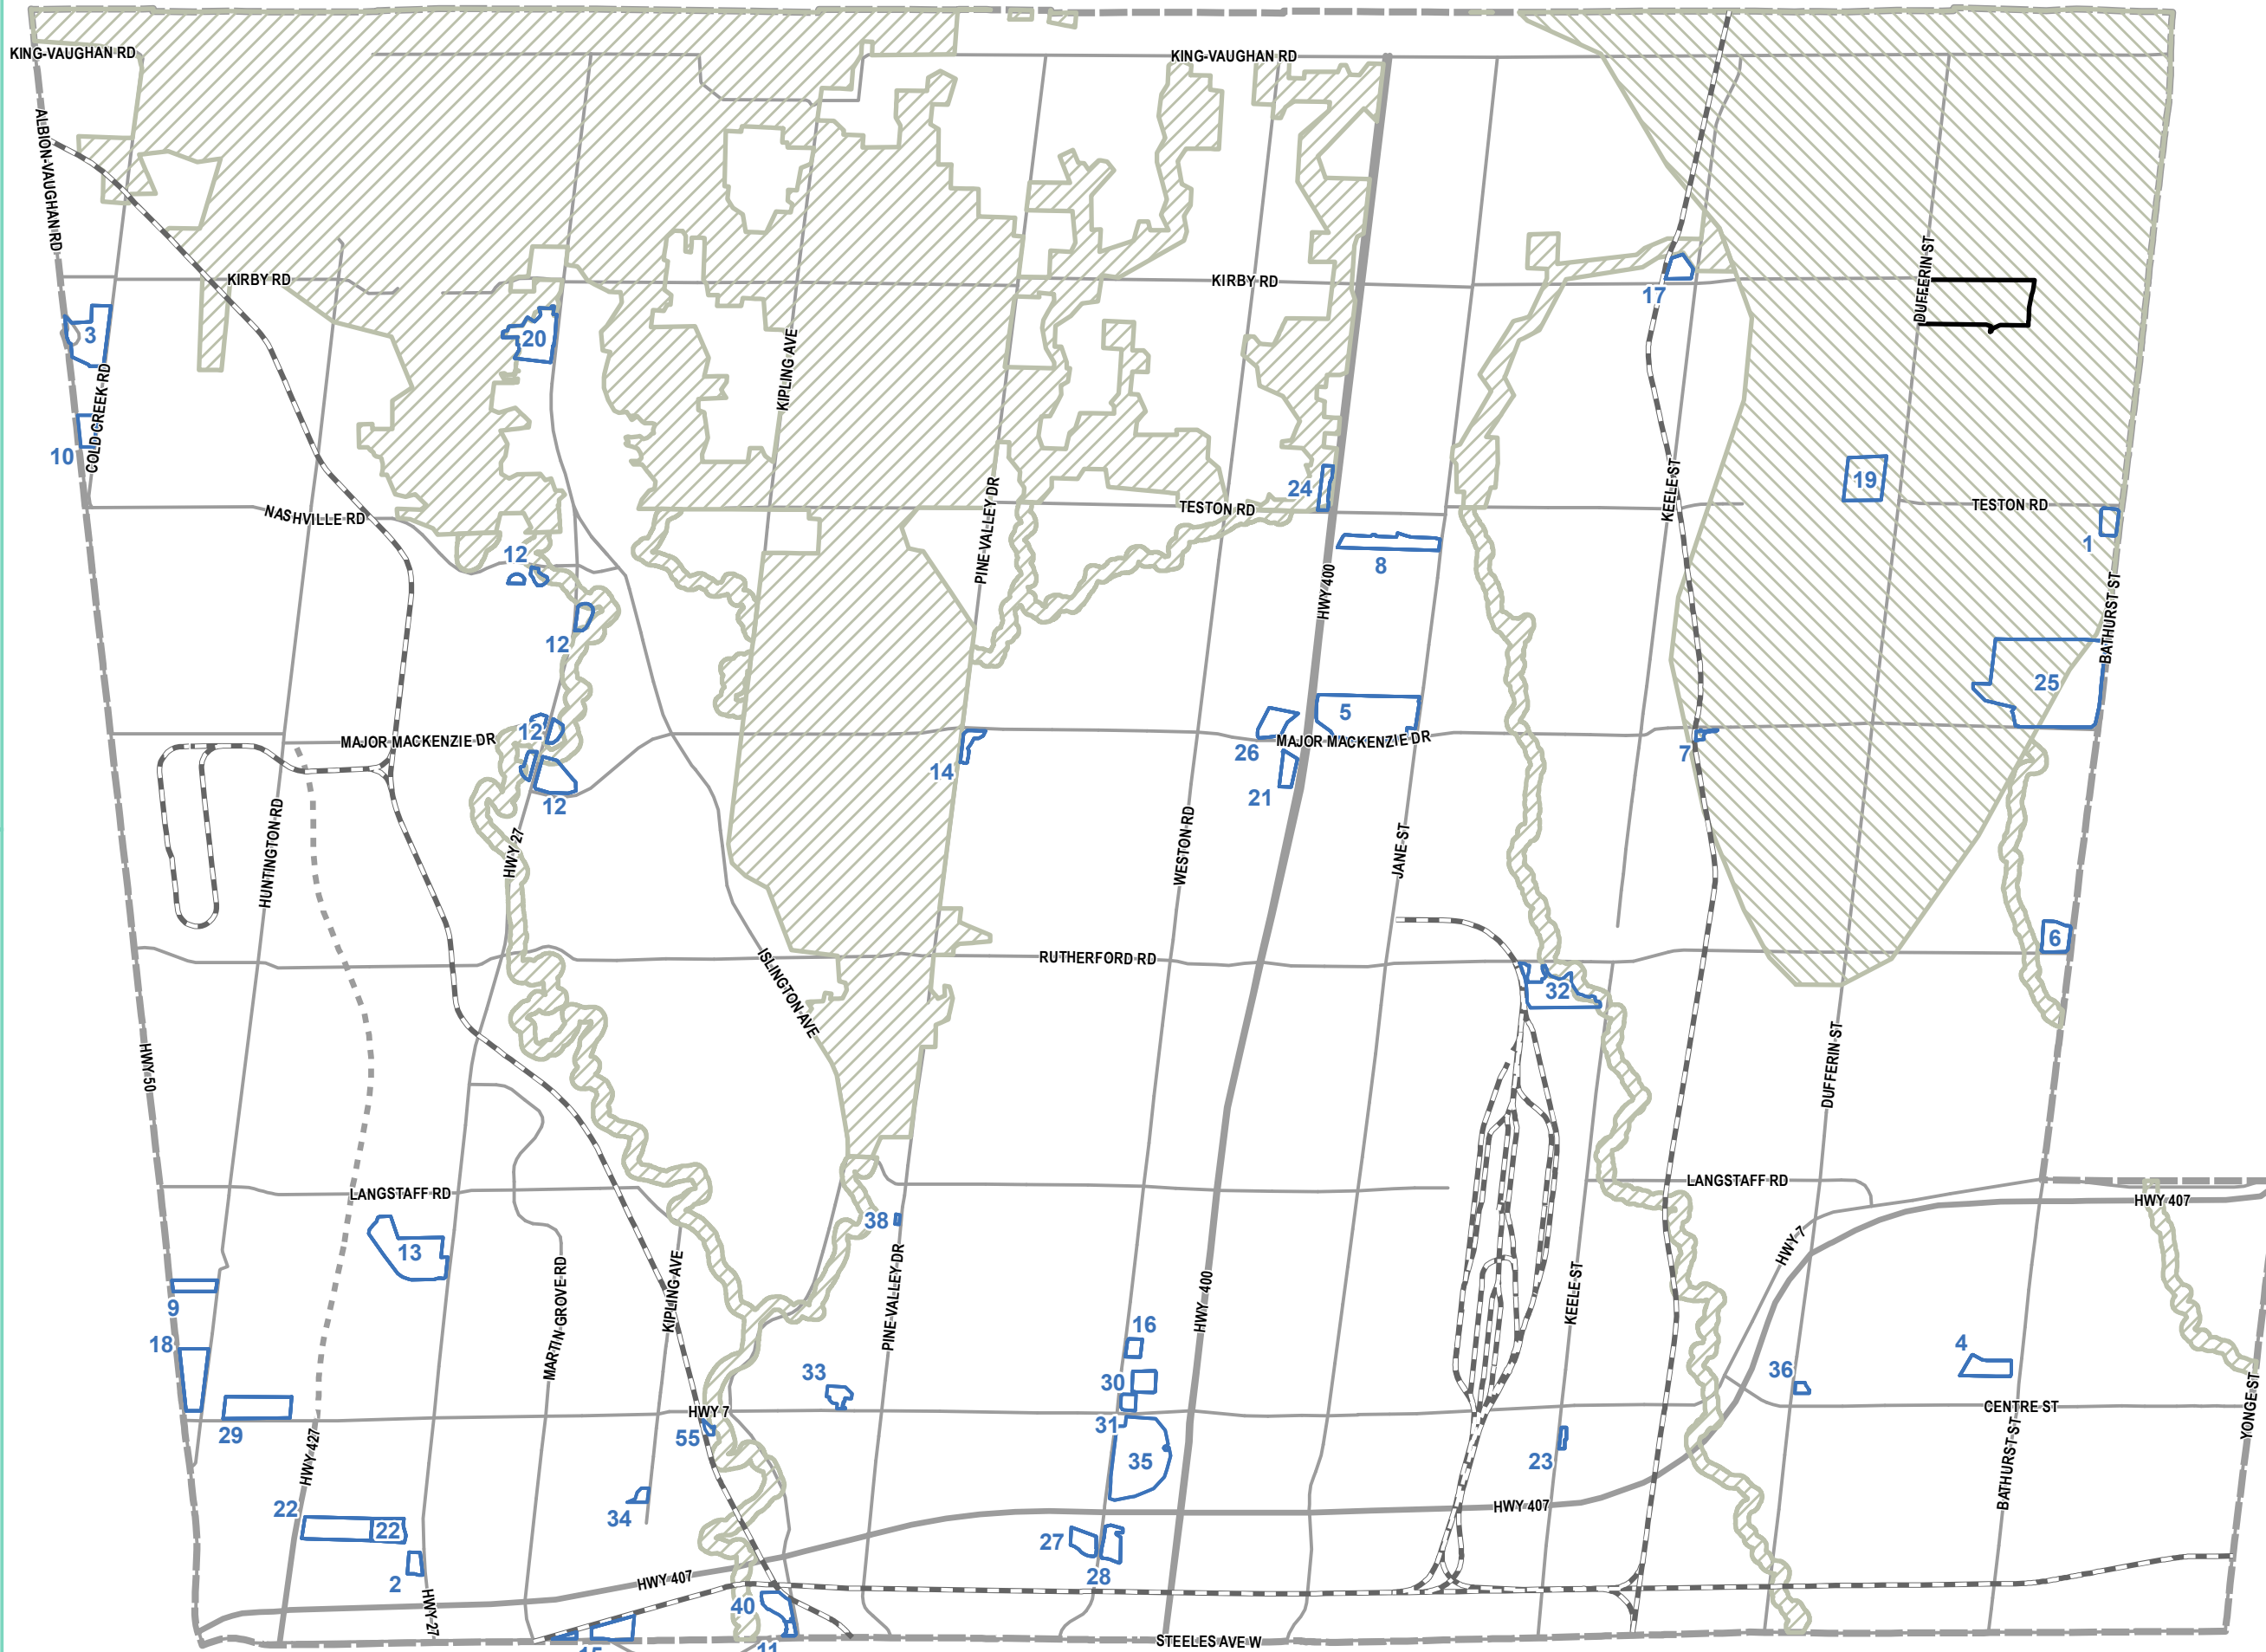 KING-VAUGHAN RD
KING-VAUGHAN RD
ALBION-VAUGHAN RD
KIRBY RD
KIRBY RD
DUFFERIN ST
17
3
20
KIPLING AVE
COLD CREEK RD
10
NASHVILLE RD
PINE VALLEY DR
24
TESTON RD
KEELE ST
19
TESTON RD
1
12
8
HWY 400
BATHURST ST
12
25
5
12
MAJOR MACKENZIE DR
26
MAJOR MACKENZIE DR
7
14
21
12
HUNTINGTON RD
HWY 27
WESTON RD
JANE ST
6
RUTHERFORD RD
ISLINGTON AVE
32
HWY 50
DUFFERIN ST
LANGSTAFF RD
LANGSTAFF RD
HWY 407
38
13
HWY 7
MARTIN GROVE RD
KIPLING AVE
PINE VALLEY DR
HWY 400
KEELE ST
9
18
16
4
33
30
36
29
HWY 7
55
31
CENTRE ST
YONGE ST
HWY 427
35
23
BATHURST ST
22
22
34
HWY 407
27
28
2
HWY 407
HWY 27
40
11
15
STEELES AVE W